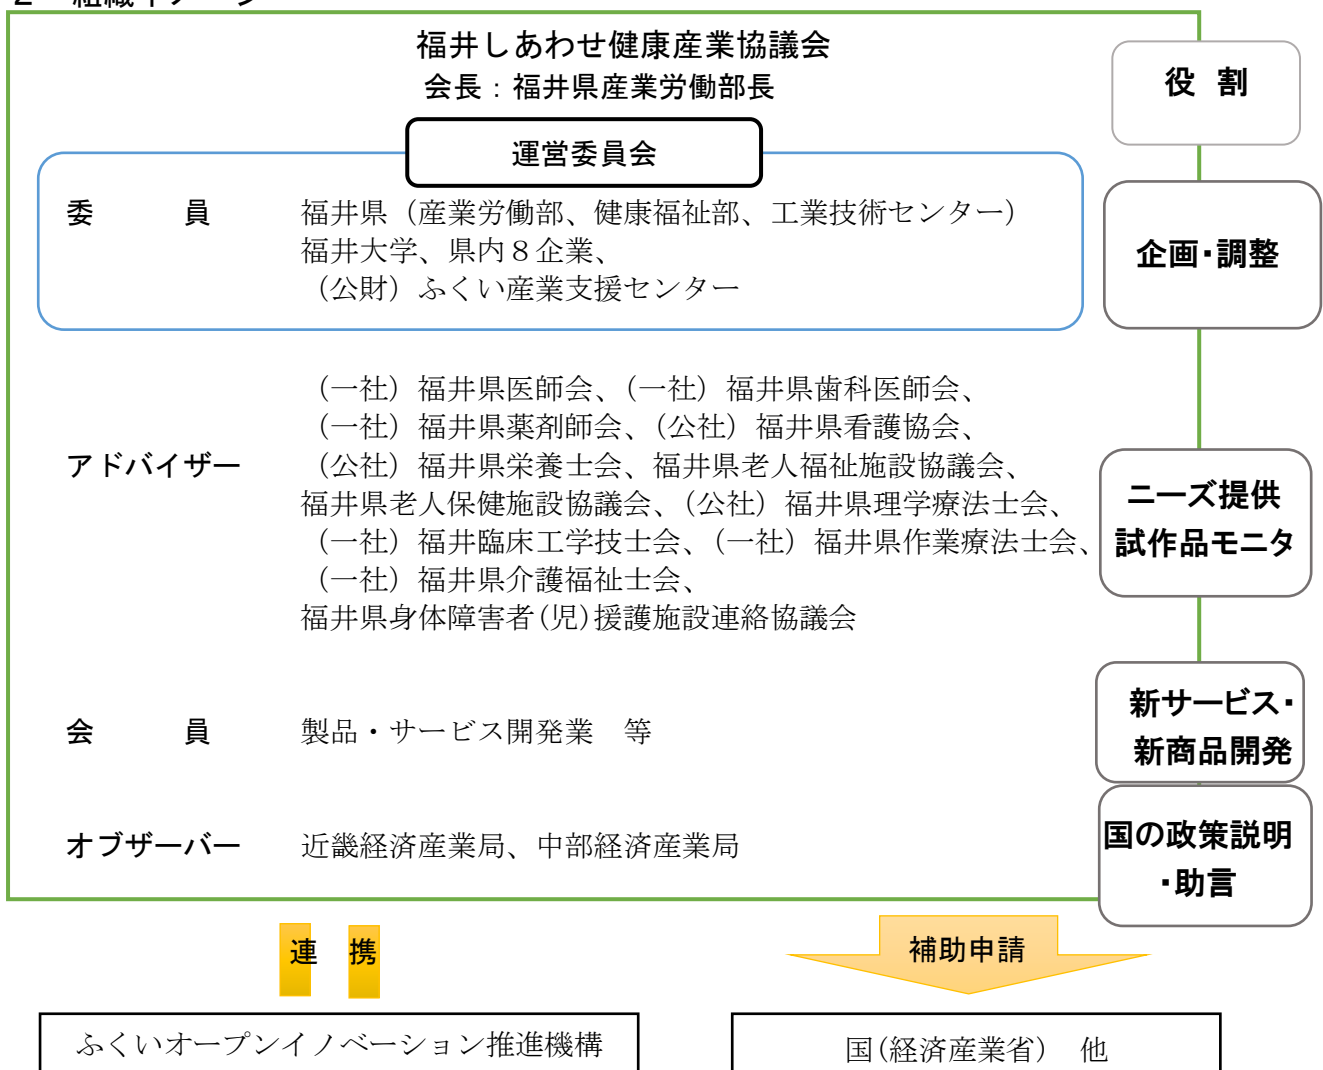 2　組織イメージ
福井しあわせ健康産業協議会
会長：福井県産業労働部長
役 割
運営委員会
委　　　員　福井県（産業労働部、健康福祉部、工業技術センター）
福井大学、県内８企業、
（公財）ふくい産業支援センター
企画・調整
（一社）福井県医師会、（一社）福井県歯科医師会、
（一社）福井県薬剤師会、（公社）福井県看護協会、
アドバイザー　（公社）福井県栄養士会、福井県老人福祉施設協議会、
福井県老人保健施設協議会、（公社）福井県理学療法士会、
（一社）福井臨床工学技士会、（一社）福井県作業療法士会、
（一社）福井県介護福祉士会、
福井県身体障害者(児)援護施設連絡協議会
ニーズ提供
試作品モニタ
会　　　員　製品・サービス開発業　等
新サービス・
新商品開発
オブザーバー　近畿経済産業局、中部経済産業局
国の政策説明
・助言
連　携
補助申請
ふくいオープンイノベーション推進機構
国(経済産業省)　他